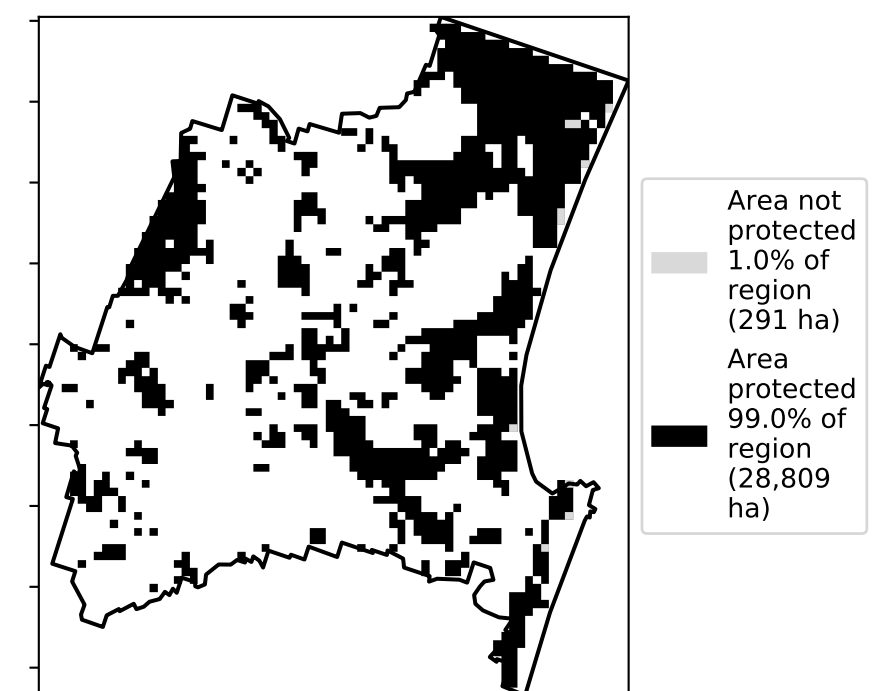 Area not
protected
1.0% of
region
(291 ha)
Area
protected
99.0% of
region
(28,809
ha)